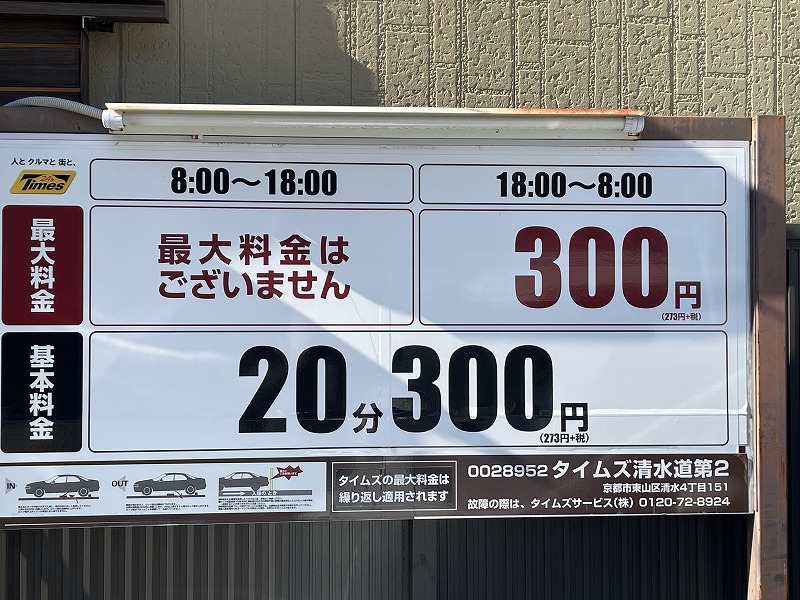 人と クルマと 街と、
24h
Times
8:00〜18:00
18:00〜8:00
最大料金
最大料金は
ございません
300円
(273円+税)
基本料金
20分300円
(273円+税)
IN
OUT
入庫のとき
タイムズの最大料金は
繰り返し適用されます
0028952 タイムズ清水道第2
京都市東山区清水4丁目151
故障の際は、タイムズサービス(株) 0120-72-8924